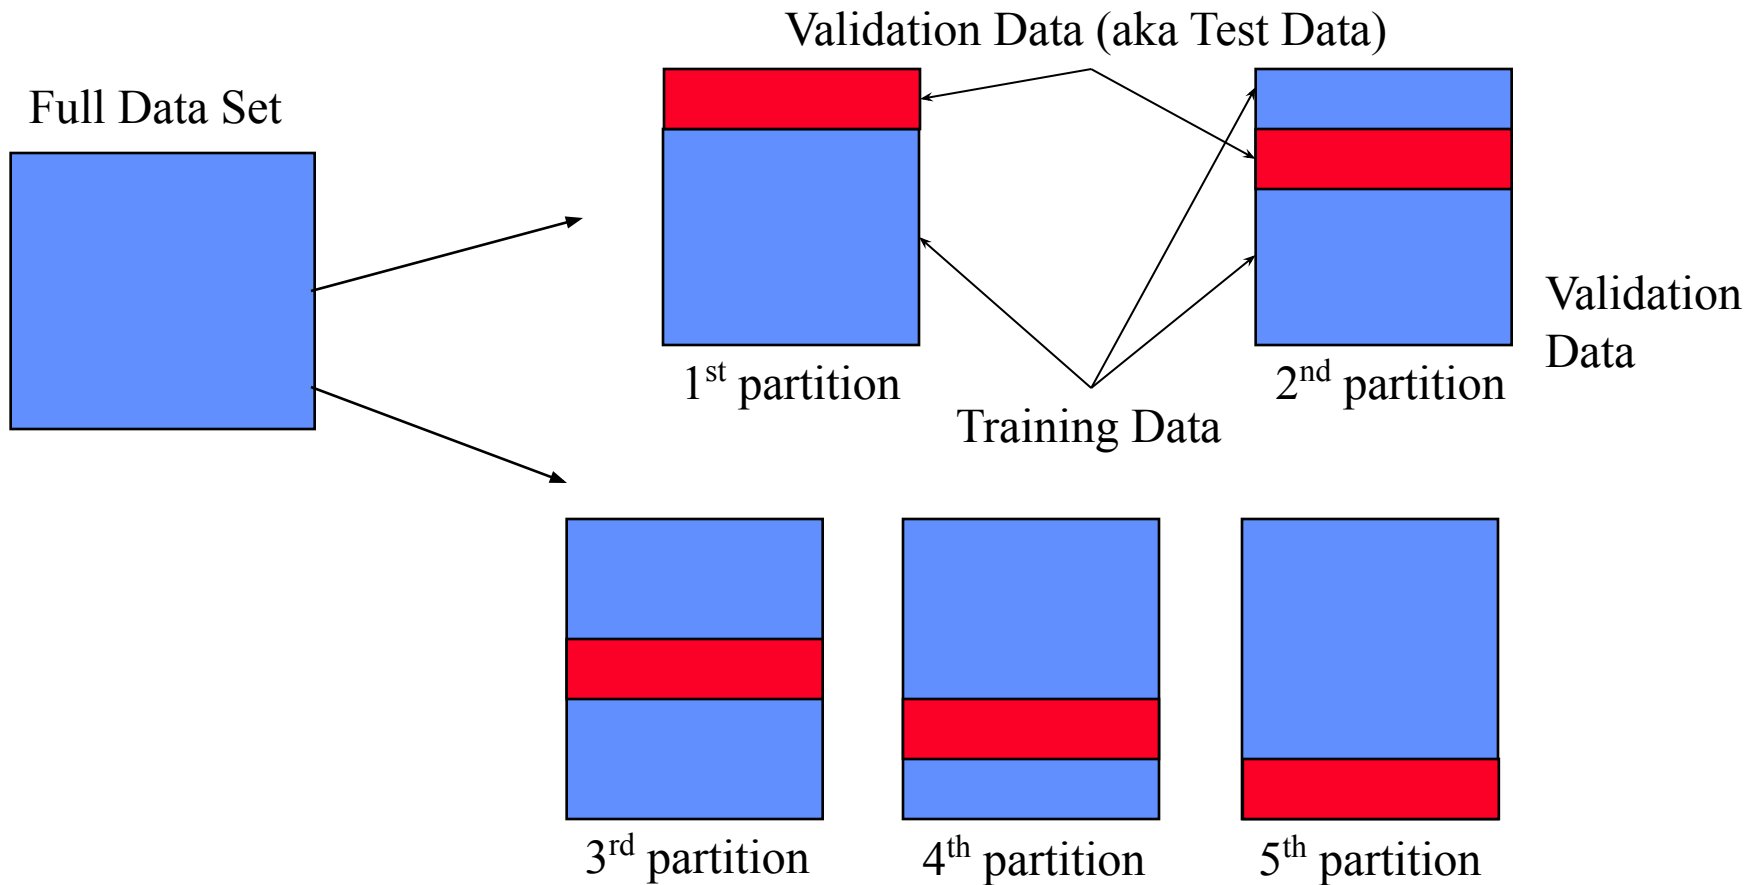 Validation Data (aka Test Data)
Full Data Set
Validation
Data
1st partition
2nd partition
Training Data
3rd partition
4th partition
5th partition